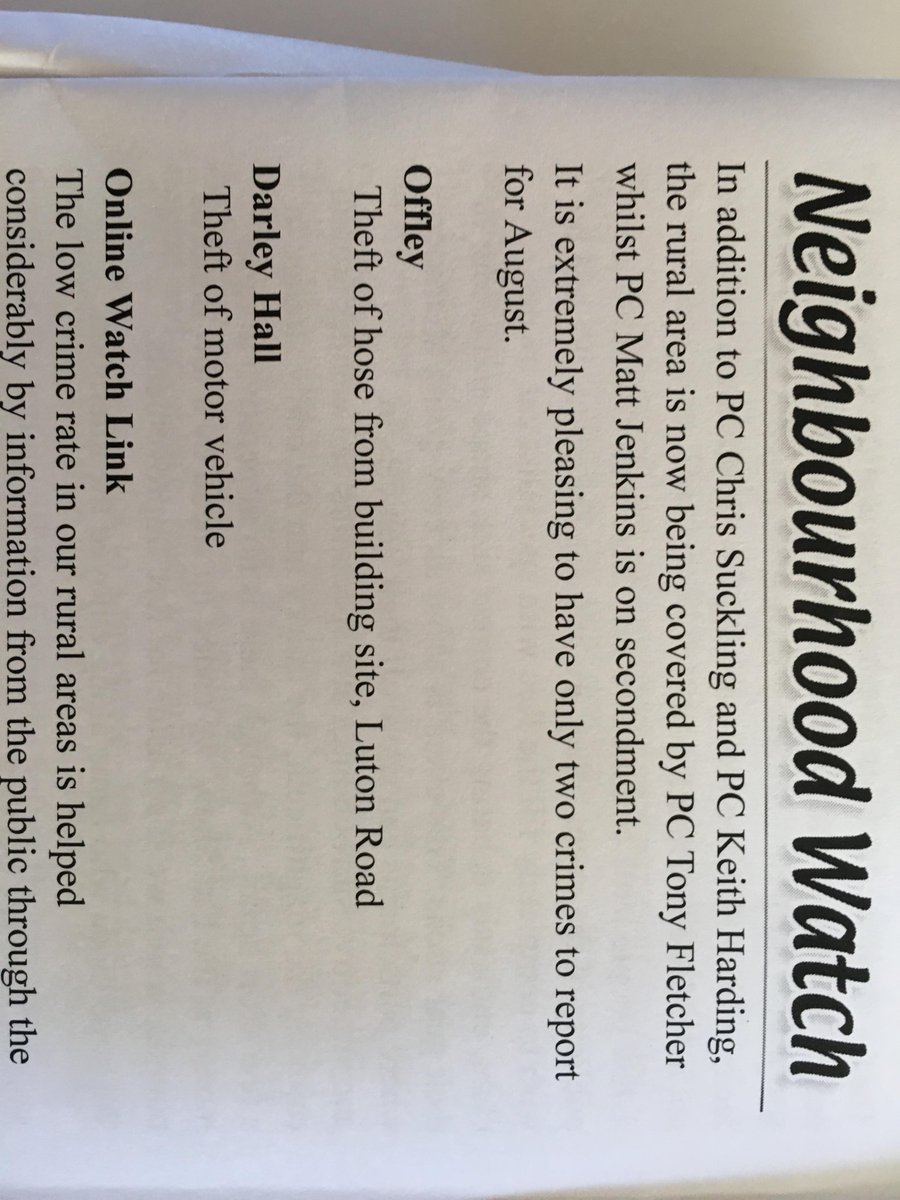 Neighbourhood Watch
In addition to PC Chris Suckling and PC Keith Harding,
the rural area is now being covered by PC Tony Fletcher
whilst PC Matt Jenkins is on secondment.
It is extremely pleasing to have only two crimes to report
for August.
Offley
Theft of hose from building site, Luton Road
Darley Hall
Theft of motor vehicle
Online Watch Link
The low crime rate in our rural areas is helped
considerably by information from the public through the